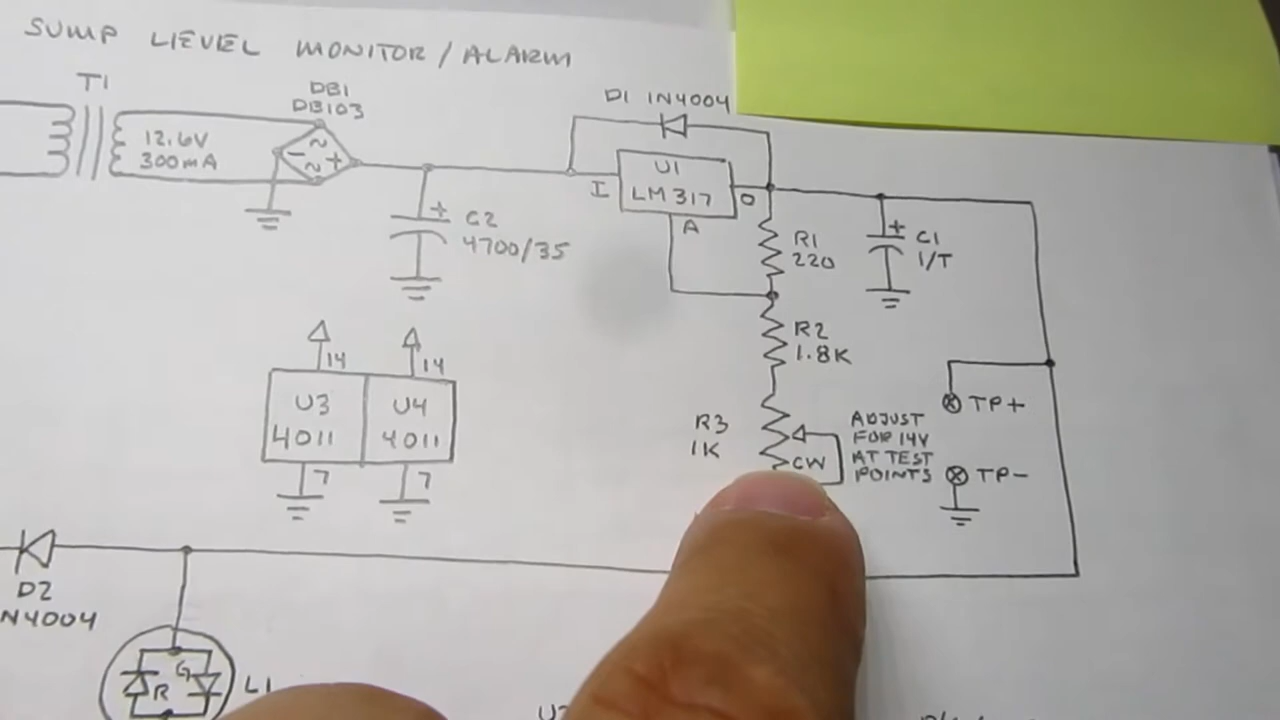 SUMP LEVEL MONITOR/ALARM
T1
12.6V
300mA
DB1
DB103
~
- +
~
D1 1N4004
I
U1
LM317
O
A
+
C2
4700/35
R1
220
+
C1
1/T
R2
1.8K
R3
1K
CW
ADJUST
FOR 14V
AT TEST
POINTS
TP+
TP-
14
14
U3
4011
U4
4011
7
7
D2
N4004
R
G
L1